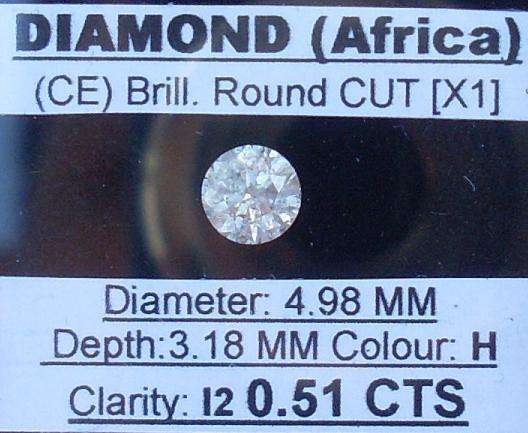 DIAMOND (Africa)
(CE) Brill. Round CUT [X1]
Diameter: 4.98 MM
Depth:3.18 MM Colour: H
Clarity: I2 0.51 CTS